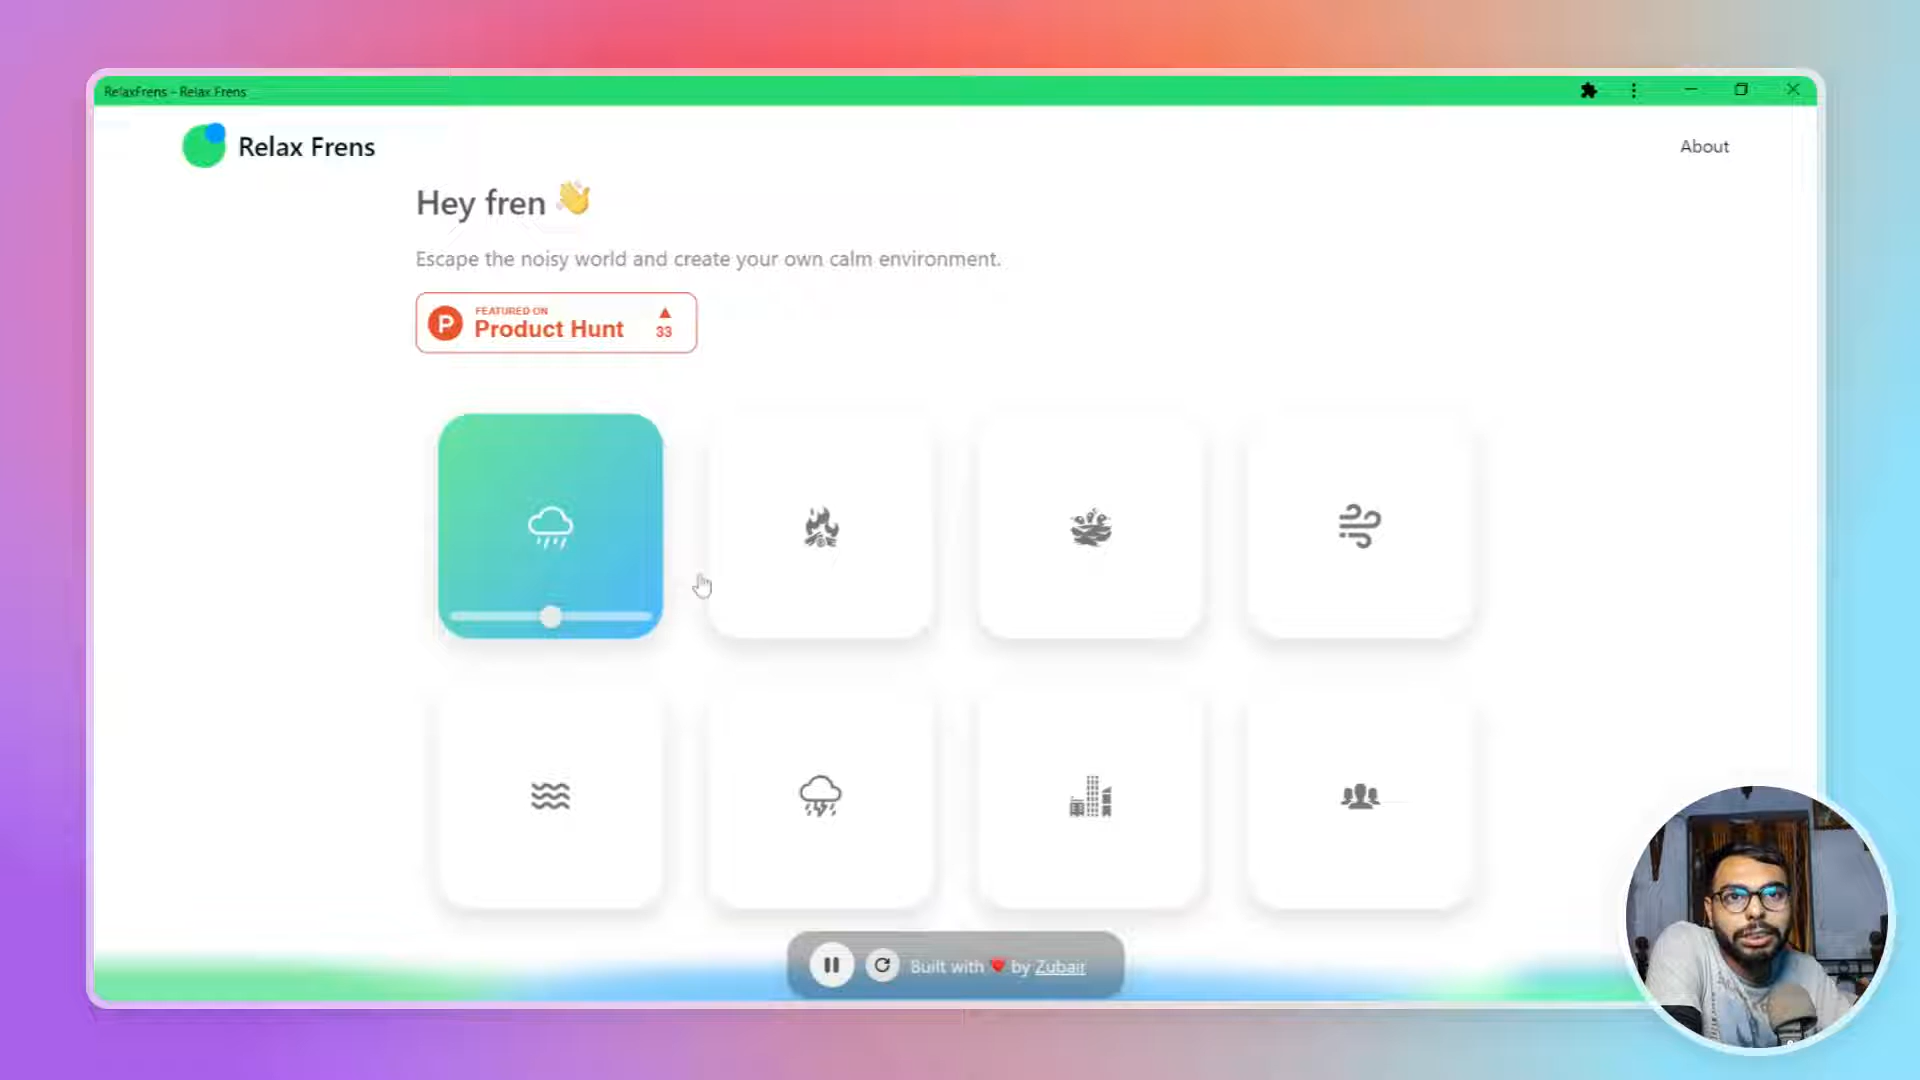 RelaxFrens - Relax Frens
Relax Frens
About
Hey fren 👋
Escape the noisy world and create your own calm environment.
P
FEATURED ON
Product Hunt
▲
33
Built with ❤ by Zubair